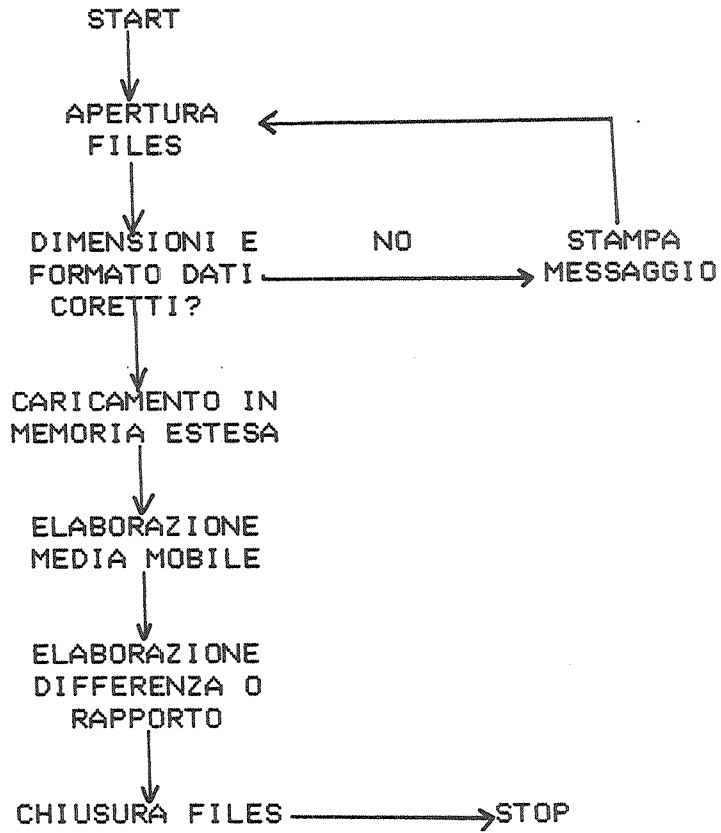 START
APERTURA
FILES
DIMENSIONI E
FORMATO DATI
CORETTI?
NO
STAMPA
MESSAGGIO
CARICAMENTO IN
MEMORIA ESTESA
ELABORAZIONE
MEDIA MOBILE
ELABORAZIONE
DIFFERENZA O
RAPPORTO
CHIUSURA FILES
STOP